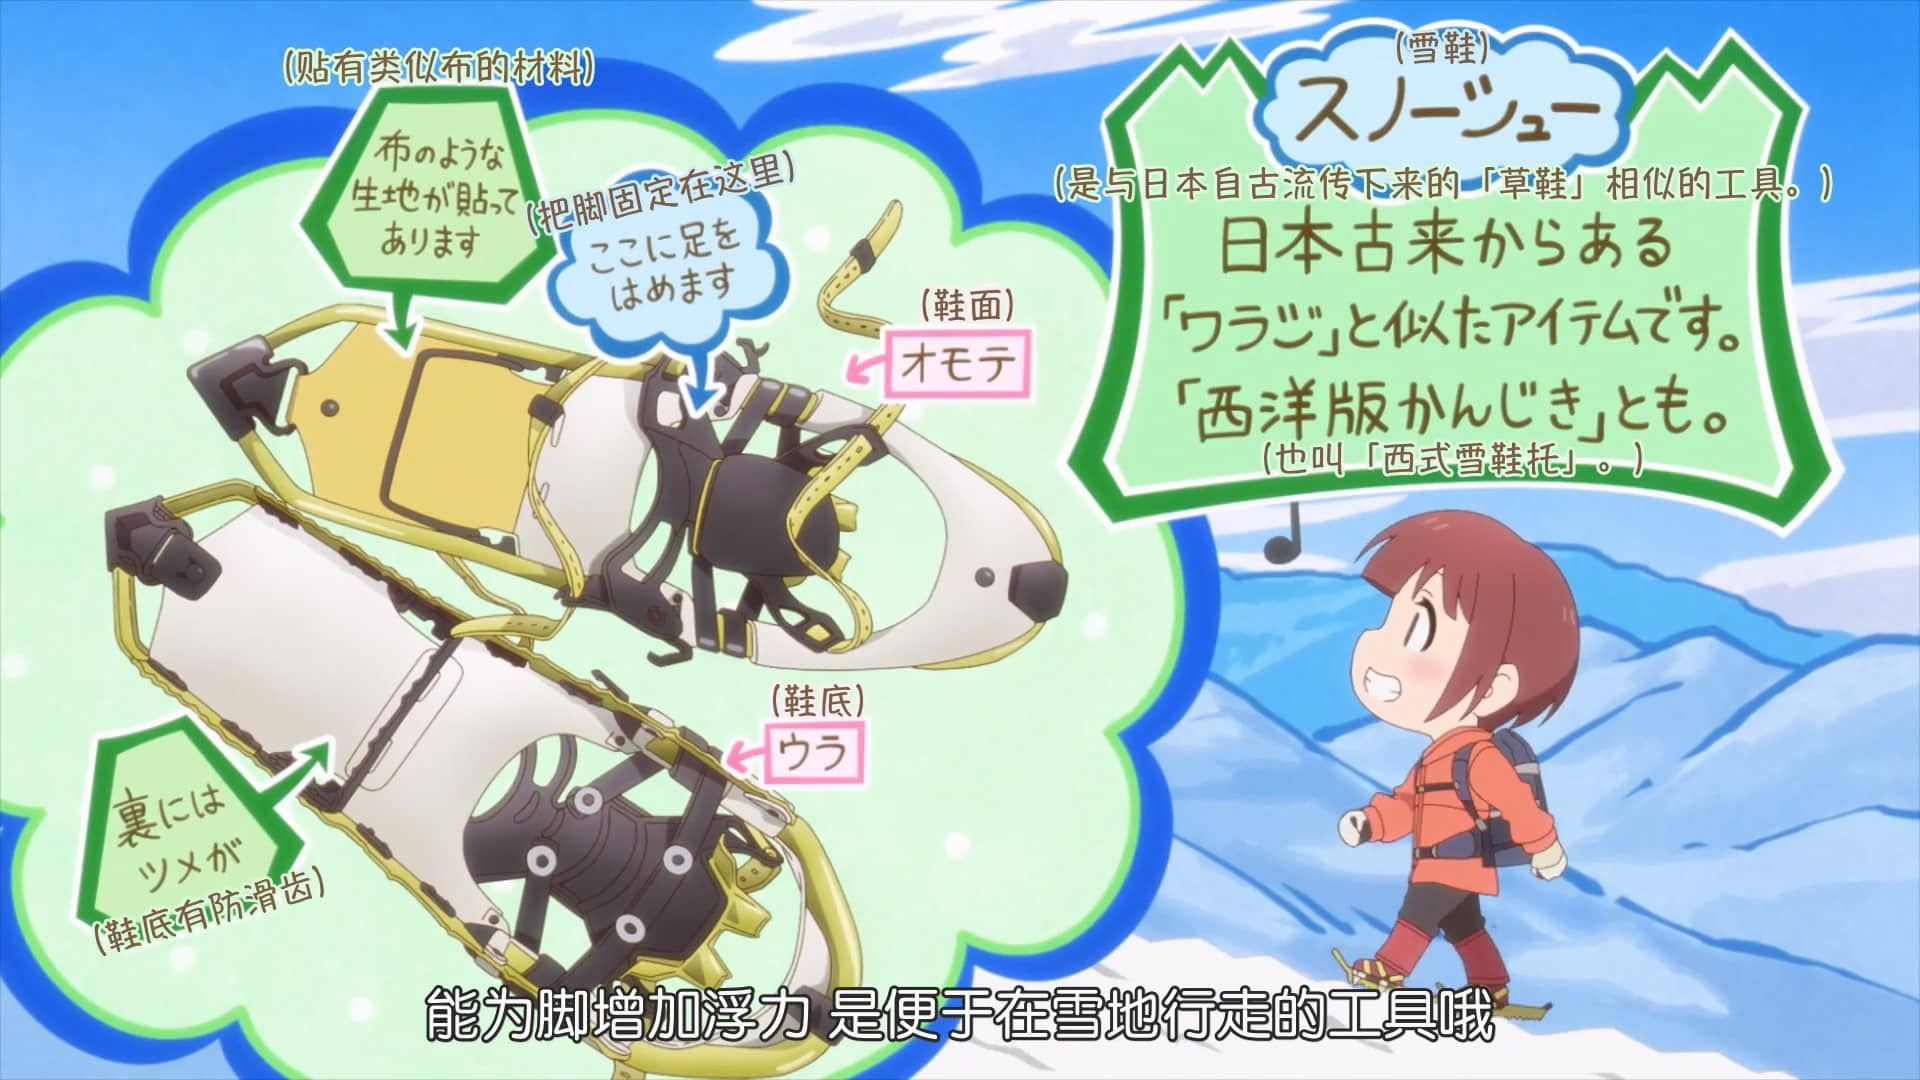 (贴有类似布的材料)
布のような
生地が貼って
あります
(把脚固定在这里)
ここに足を
はめます
(鞋面)
オモテ
(雪鞋)
スノーシュー
(是与日本自古流传下来的「草鞋」相似的工具。)
日本古来からある
「ワラジ」と似たアイテムです。
「西洋版かんじき」とも。
(也叫「西式雪鞋托」。)
(鞋底)
ウラ
裏には
ツメが
(鞋底有防滑齿)
能为脚增加浮力 是便于在雪地行走的工具哦